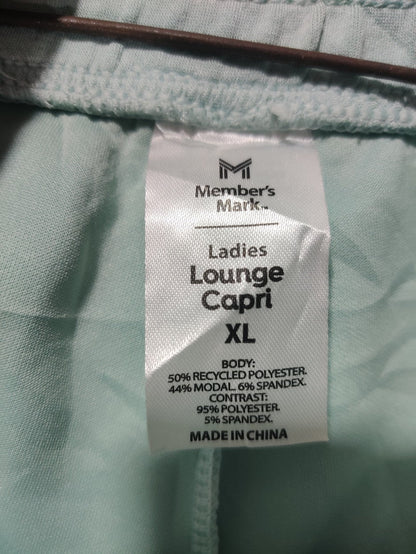 Member's
Mark™
Ladies
Lounge
Capri
XL
BODY:
50% RECYCLED POLYESTER.
44% MODAL. 6% SPANDEX.
CONTRAST:
95% POLYESTER.
5% SPANDEX.
MADE IN CHINA